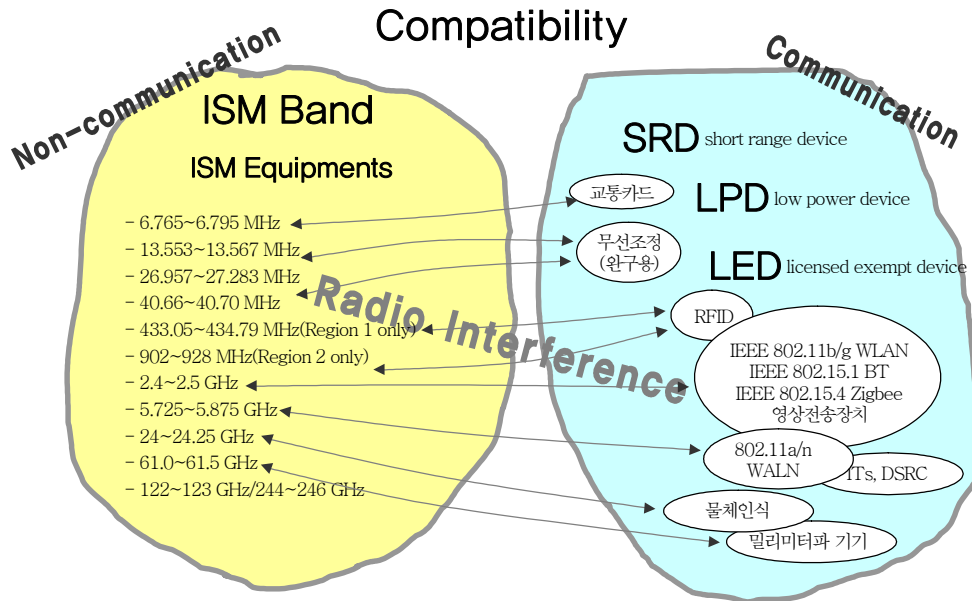 Compatibility
Non-communication
Communication
ISM Band
ISM Equipments
- 6.765~6.795 MHz
- 13.553~13.567 MHz
- 26.957~27.283 MHz
- 40.66~40.70 MHz
- 433.05~434.79 MHz(Region 1 only)
- 902~928 MHz(Region 2 only)
- 2.4~2.5 GHz
- 5.725~5.875 GHz
- 24~24.25 GHz
- 61.0~61.5 GHz
- 122~123 GHz/244~246 GHz
Radio Interference
SRD short range device
교통카드
LPD low power device
무선조정
(완구용)
LED licensed exempt device
RFID
IEEE 802.11b/g WLAN
IEEE 802.15.1 BT
IEEE 802.15.4 Zigbee
영상전송장치
802.11a/n
WALN
ITs, DSRC
물체인식
밀리미터파 기기